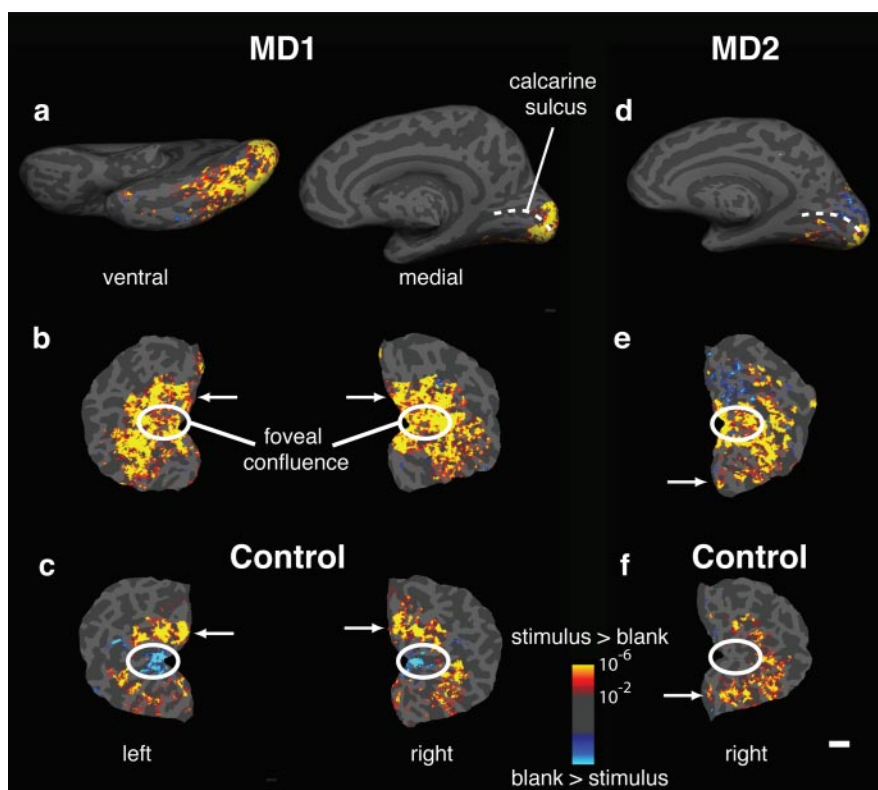 MD1
MD2
calcarine
sulcus
a
d
ventral
medial
b
e
foveal
confluence
c
Control
Control
f
stimulus > blank
10-6
10-2
left
right
right
blank > stimulus